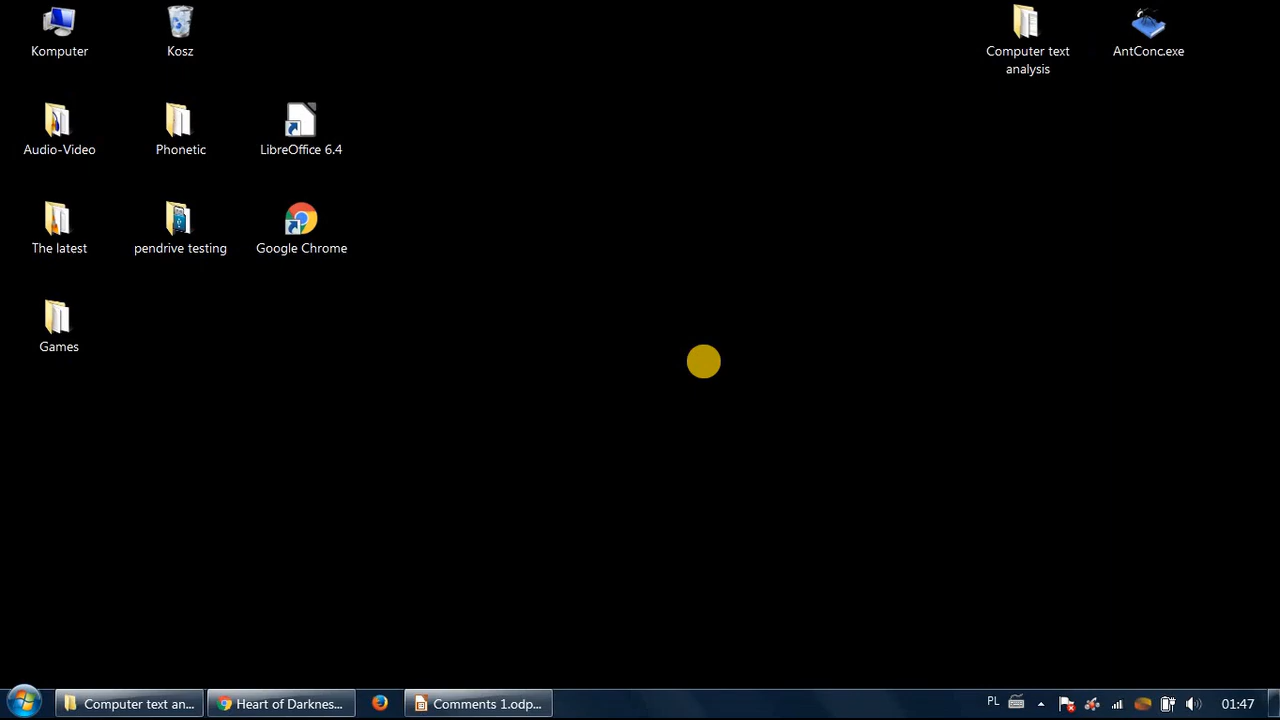 Komputer
Kosz
Computer text
analysis
AntConc.exe
Audio-Video
Phonetic
LibreOffice 6.4
The latest
pendrive testing
Google Chrome
Games
Computer text an...
Heart of Darknes...
Comments 1.odp...
PL
01:47